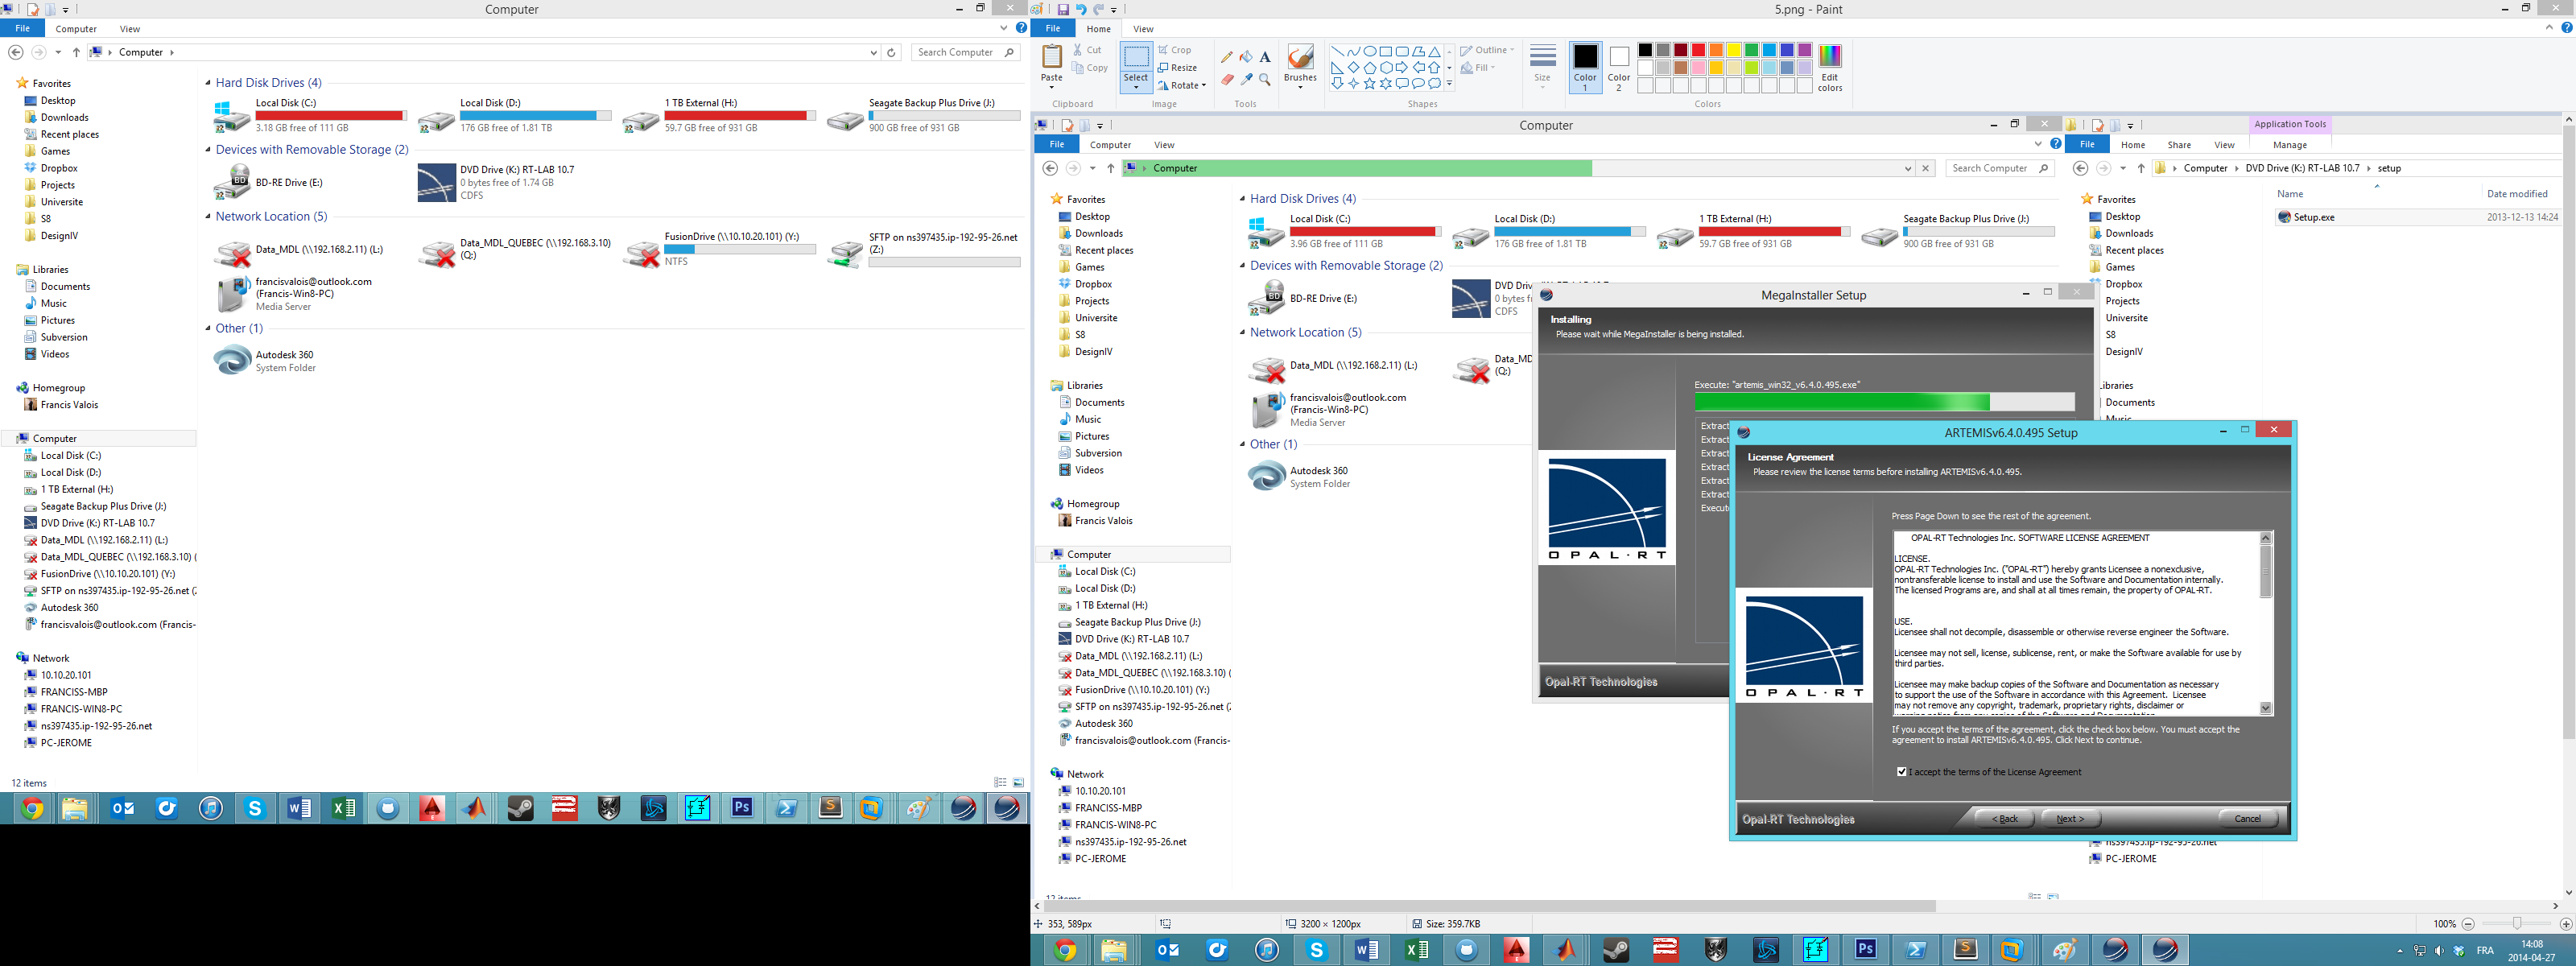 Computer
File
Computer
View
Computer
Search Computer
Favorites
Desktop
Downloads
Recent places
Games
Dropbox
Projects
Universite
S8
DesignIV
Libraries
Documents
Music
Pictures
Subversion
Videos
Homegroup
Francis Valois
Computer
Local Disk (C:)
Local Disk (D:)
1 TB External (H:)
Seagate Backup Plus Drive (J:)
DVD Drive (K:) RT-LAB 10.7
Data_MDL (\\192.168.2.11) (L:)
Data_MDL_QUEBEC (\\192.168.3.10) (
FusionDrive (\\10.10.20.101) (Y:)
SFTP on ns397435.ip-192-95-26.net (
Autodesk 360
francisvalois@outlook.com (Francis-
Network
10.10.20.101
FRANCISS-MBP
FRANCIS-WIN8-PC
ns397435.ip-192-95-26.net
PC-JEROME
12 items
Hard Disk Drives (4)
Local Disk (C:)
3.18 GB free of 111 GB
Local Disk (D:)
176 GB free of 1.81 TB
1 TB External (H:)
59.7 GB free of 931 GB
Seagate Backup Plus Drive (J:)
900 GB free of 931 GB
Devices with Removable Storage (2)
BD-RE Drive (E:)
DVD Drive (K:) RT-LAB 10.7
0 bytes free of 1.74 GB
CDFS
Network Location (5)
Data_MDL (\\192.168.2.11) (L:)
Data_MDL_QUEBEC (\\192.168.3.10)
(Q:)
FusionDrive (\\10.10.20.101) (Y:)
NTFS
SFTP on ns397435.ip-192-95-26.net
(Z:)
francisvalois@outlook.com
(Francis-Win8-PC)
Media Server
Other (1)
Autodesk 360
System Folder
5.png - Paint
File
Home
View
Paste
Cut
Copy
Clipboard
Select
Crop
Resize
Rotate
Image
Tools
Brushes
Shapes
Outline
Fill
Size
Color
1
Color
2
Edit
colors
Colors
Computer
File
Computer
View
Computer
Search Computer
Favorites
Desktop
Downloads
Recent places
Games
Dropbox
Projects
Universite
S8
DesignIV
Libraries
Documents
Music
Pictures
Subversion
Videos
Homegroup
Francis Valois
Computer
Local Disk (C:)
Local Disk (D:)
1 TB External (H:)
Seagate Backup Plus Drive (J:)
DVD Drive (K:) RT-LAB 10.7
Data_MDL (\\192.168.2.11) (L:)
Data_MDL_QUEBEC (\\192.168.3.10) (
FusionDrive (\\10.10.20.101) (Y:)
SFTP on ns397435.ip-192-95-26.net (
Autodesk 360
francisvalois@outlook.com (Francis-
Network
10.10.20.101
FRANCISS-MBP
FRANCIS-WIN8-PC
ns397435.ip-192-95-26.net
PC-JEROME
12 items
Hard Disk Drives (4)
Local Disk (C:)
3.96 GB free of 111 GB
Local Disk (D:)
176 GB free of 1.81 TB
1 TB External (H:)
59.7 GB free of 931 GB
Seagate Backup Plus Drive (J:)
900 GB free of 931 GB
Devices with Removable Storage (2)
BD-RE Drive (E:)
0 bytes
CDFS
Network Location (5)
Data_MDL (\\192.168.2.11) (L:)
(Q:)
francisvalois@outlook.com
(Francis-Win8-PC)
Media Server
Other (1)
Autodesk 360
System Folder
Application Tools
File
Home
Share
View
Manage
Computer
DVD Drive (K:) RT-LAB 10.7
setup
Name
Date modified
Setup.exe
2013-12-13 14:24
Favorites
Desktop
Downloads
Recent places
Games
Dropbox
Projects
Universite
S8
DesignIV
Libraries
Documents
Music
ns397435.ip-192-95-26.net
PC-JEROME
MegaInstaller Setup
Installing
Please wait while MegaInstaller is being installed.
Execute: "artemis_win32_v6.4.0.495.exe"
Extract
Extract
Extract
Extract
Extract
Extract
Execut
OPAL-RT
Opal-RT Technologies
ARTEMISv6.4.0.495 Setup
License Agreement
Please review the license terms before installing ARTEMISv6.4.0.495.
Press Page Down to see the rest of the agreement.
OPAL-RT Technologies Inc. SOFTWARE LICENSE AGREEMENT
LICENSE.
OPAL-RT Technologies Inc. ("OPAL-RT") hereby grants Licensee a nonexclusive,
nontransferable license to install and use the Software and Documentation internally.
The licensed Programs are, and shall at all times remain, the property of OPAL-RT.
USE.
Licensee shall not decompile, disassemble or otherwise reverse engineer the Software.
Licensee may not sell, license, sublicense, rent, or make the Software available for use by
third parties.
Licensee may make backup copies of the Software and Documentation as necessary
to support the use of the Software in accordance with this Agreement. Licensee
may not remove any copyright, trademark, proprietary rights, disclaimer or
warning notice from any copies of the Software and Documentation.
If you accept the terms of the agreement, click the check box below. You must accept the
agreement to install ARTEMISv6.4.0.495. Click Next to continue.
I accept the terms of the License Agreement
OPAL-RT
Opal-RT Technologies
< Back
Next >
Cancel
353, 589px
3200 × 1200px
Size: 359.7KB
100%
FRA
14:08
2014-04-27